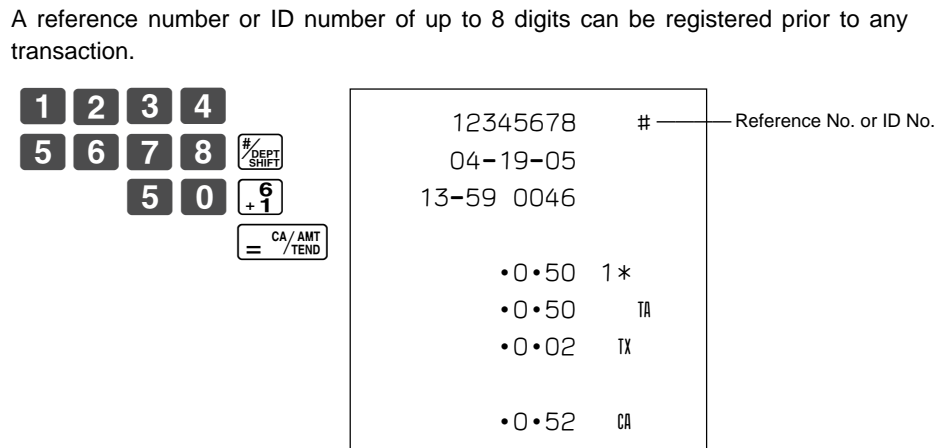 A reference number or ID number of up to 8 digits can be registered prior to any
transaction.
1 2 3 4
5 6 7 8 #/DEPT SHIFT
5 0 6 + 1
= CA/AMT/TEND
12345678 # Reference No. or ID No.
04-19-05
13-59 0046
•0•50 1*
•0•50 TA
•0•02 TX
•0•52 CA